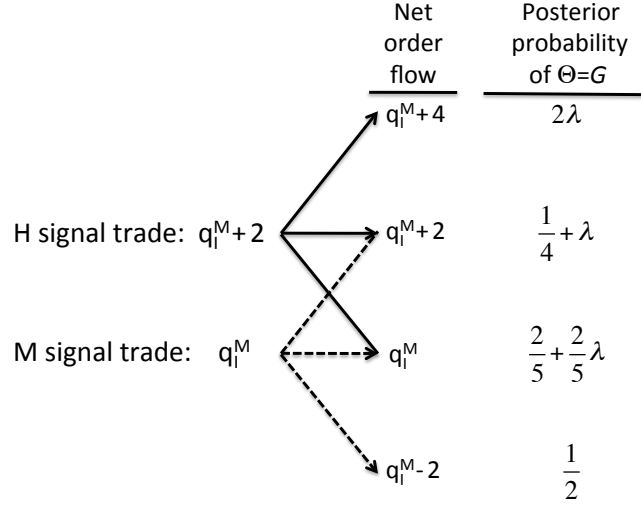 Net order flow
Posterior probability of Θ=G
q_I^M+4 2λ
H signal trade: q_I^M+2 q_I^M+2 1/4+λ
M signal trade: q_I^M q_I^M 2/5+2/5λ
q_I^M-2 1/2